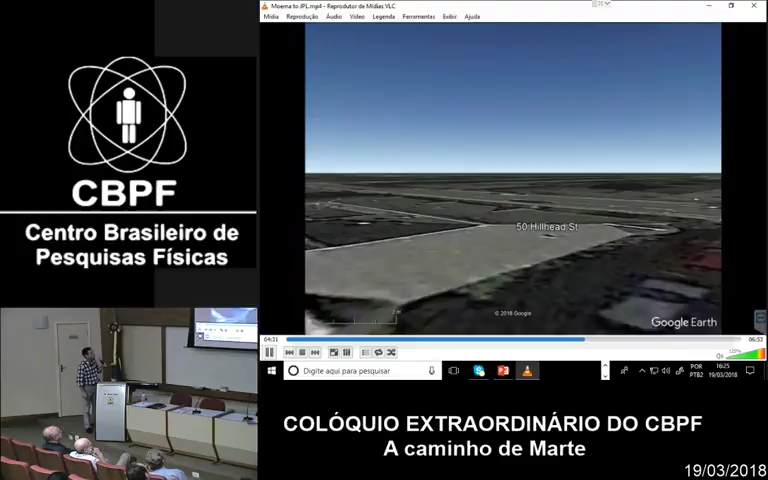 Moema to JPL.mp4 - Reprodutor de Mídias VLC
Mídia Reprodução Áudio Vídeo Legenda Ferramentas Exibir Ajuda
CBPF
Centro Brasileiro de
Pesquisas Físicas
50 Hillhead St
© 2018 Google
Google Earth
04:31
06:53
120%
Digite aqui para pesquisar
POR
PTB2
16:25
19/03/2018
COLÓQUIO EXTRAORDINÁRIO DO CBPF
A caminho de Marte
19/03/2018